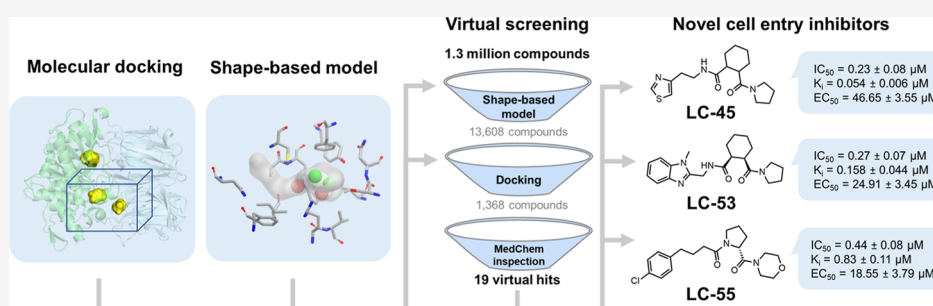 Virtual screening
Novel cell entry inhibitors
Molecular docking
Shape-based model
1.3 million compounds
Shape-based
model
13,608 compounds
Docking
1,368 compounds
MedChem
inspection
19 virtual hits
N
S
NH
O
O
N
LC-45
IC50 = 0.23 ± 0.08 µM
Ki = 0.054 ± 0.006 µM
EC50 = 46.65 ± 3.55 µM
N
N
HN
O
O
N
LC-53
IC50 = 0.27 ± 0.07 µM
Ki = 0.158 ± 0.044 µM
EC50 = 24.91 ± 3.45 µM
Cl
O
N
O
N
O
LC-55
IC50 = 0.44 ± 0.08 µM
Ki = 0.83 ± 0.11 µM
EC50 = 18.55 ± 3.79 µM